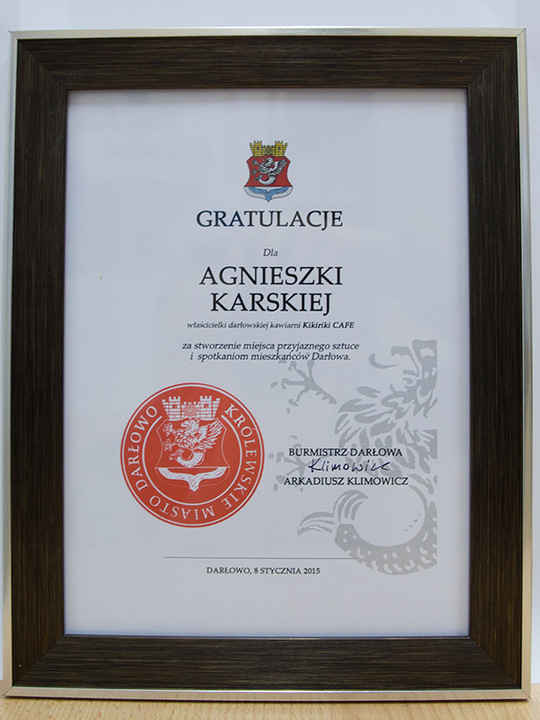 GRATULACJE
Dla
AGNIESZKI
KARSKIEJ
właścicielki darłowskiej kawiarni Kikiriki CAFE
za stworzenie miejsca przyjaznego sztuce
i spotkaniom mieszkańców Darłowa.
KRÓLEWSKIE MIASTO DARŁOWO
BURMISTRZ DARŁOWA
Klimowicz
ARKADIUSZ KLIMOWICZ
DARŁOWO, 8 STYCZNIA 2015